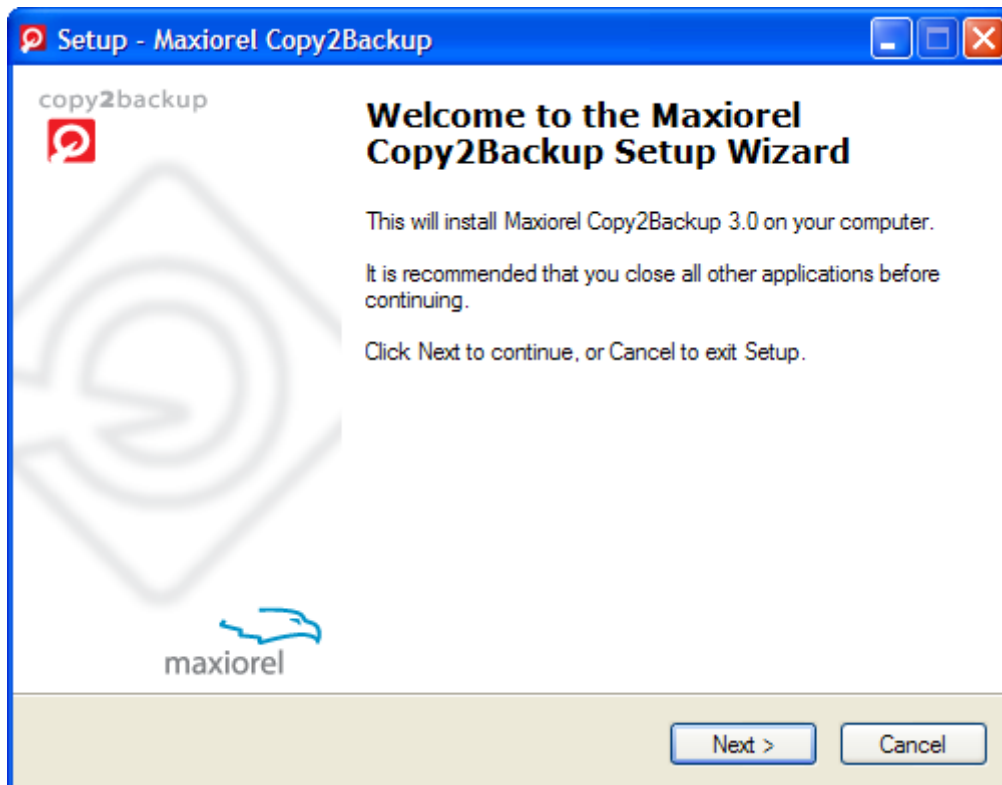 Setup - Maxiorel Copy2Backup
copy2backup
Welcome to the Maxiorel
Copy2Backup Setup Wizard
This will install Maxiorel Copy2Backup 3.0 on your computer.
It is recommended that you close all other applications before
continuing.
Click Next to continue, or Cancel to exit Setup.
maxiorel
Next >
Cancel